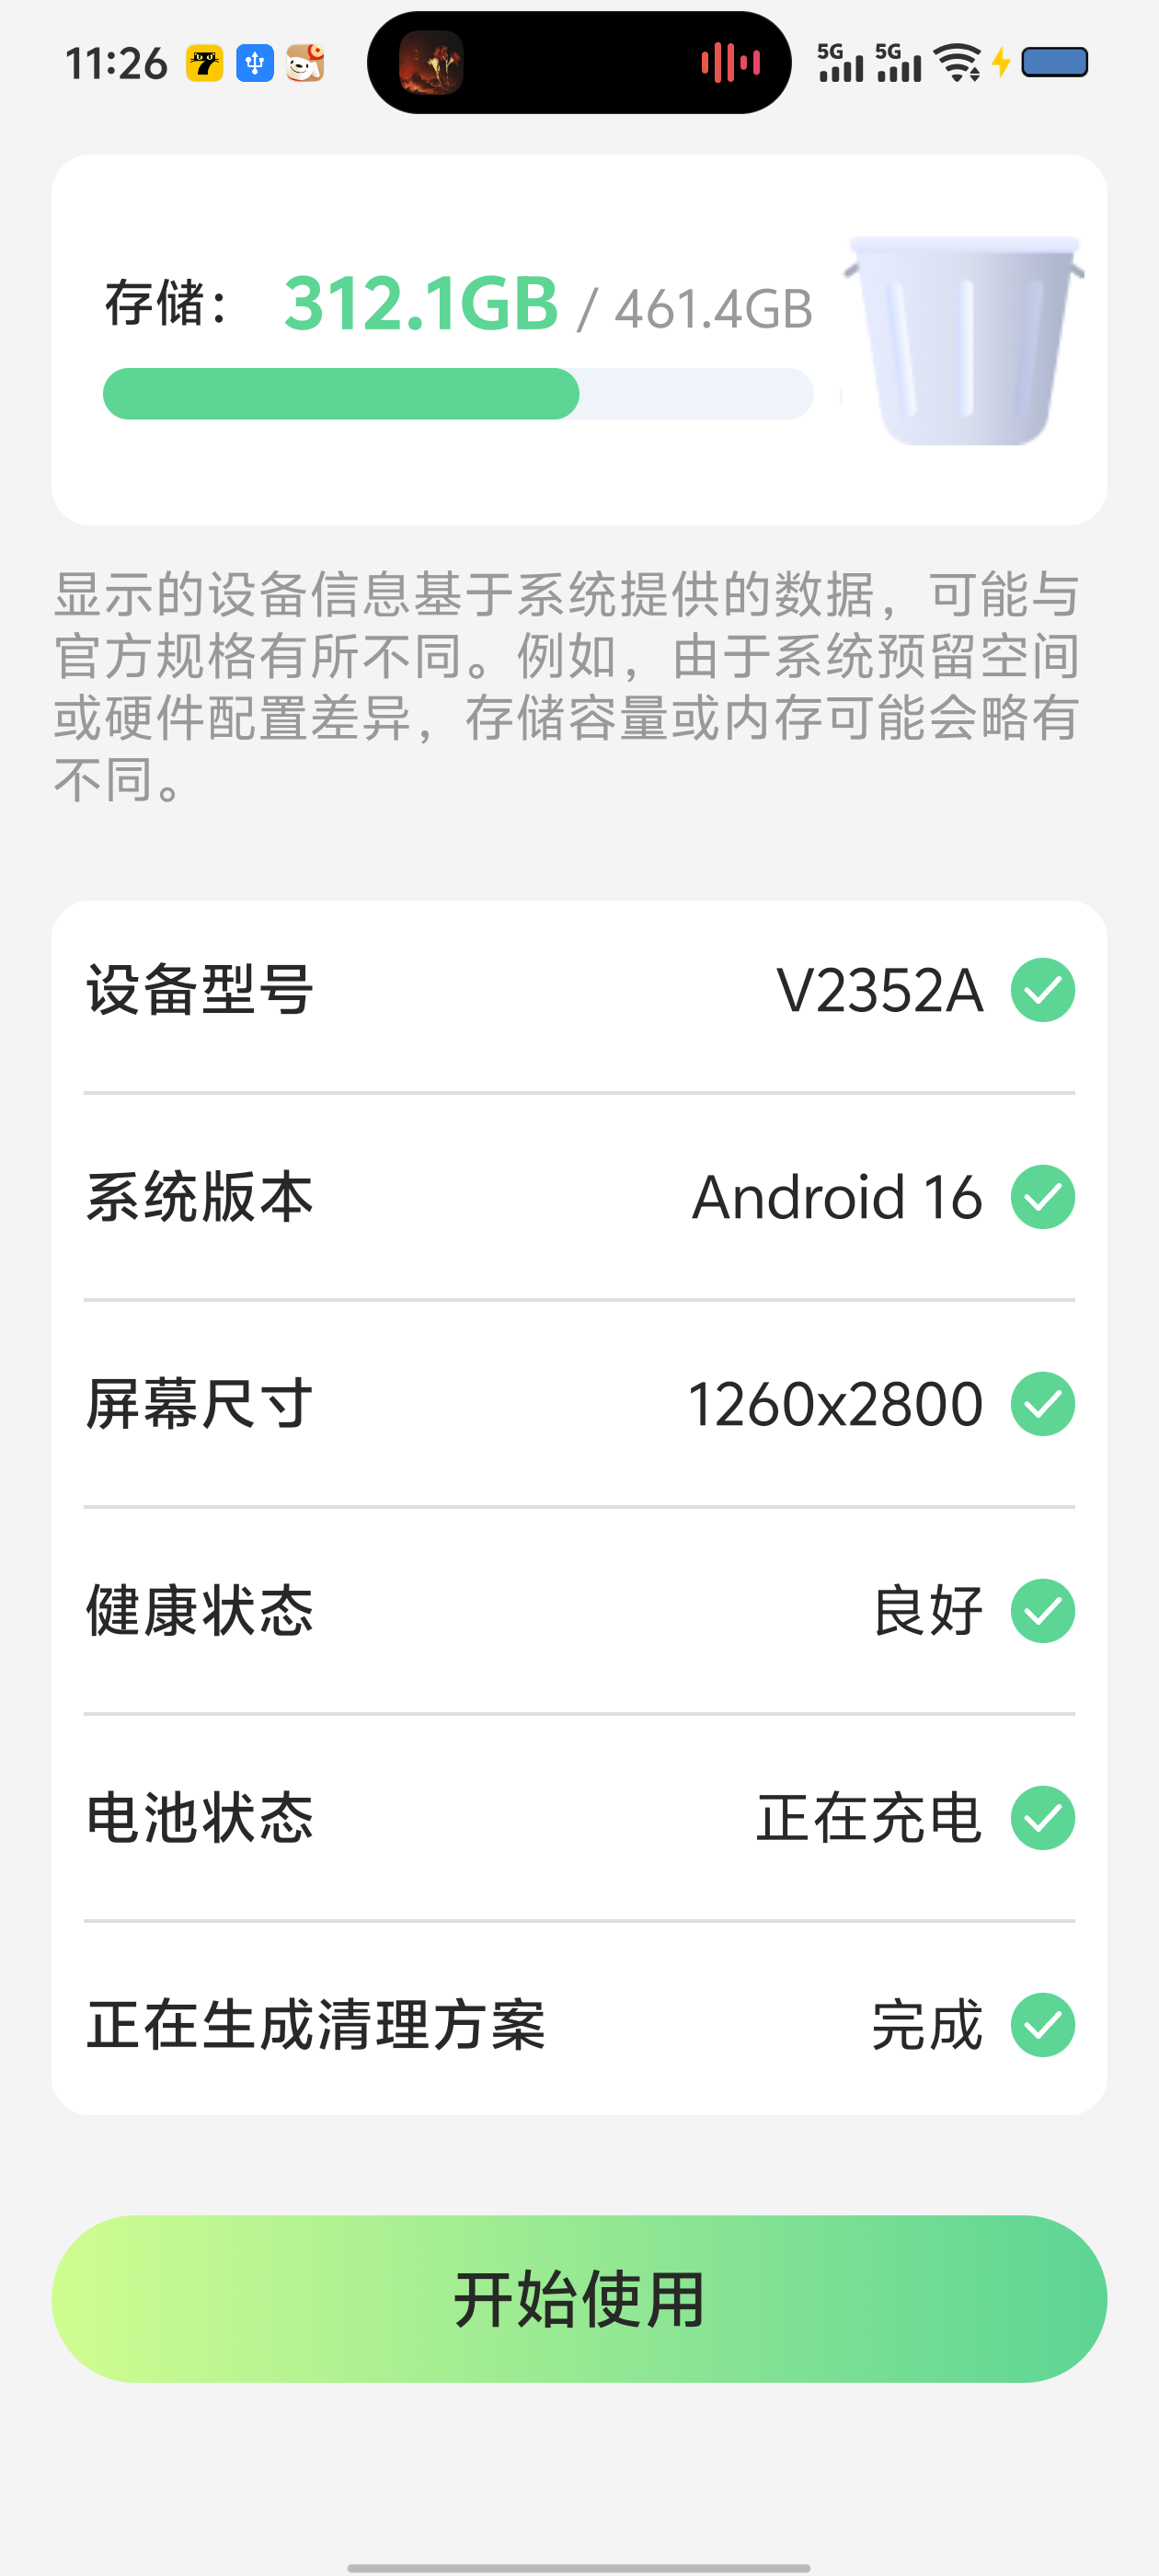 11:26 5G 5G
存储： 312.1GB / 461.4GB
显示的设备信息基于系统提供的数据，可能与
官方规格有所不同。例如，由于系统预留空间
或硬件配置差异，存储容量或内存可能会略有
不同。
设备型号 V2352A
系统版本 Android 16
屏幕尺寸 1260x2800
健康状态 良好
电池状态 正在充电
正在生成清理方案 完成
开始使用